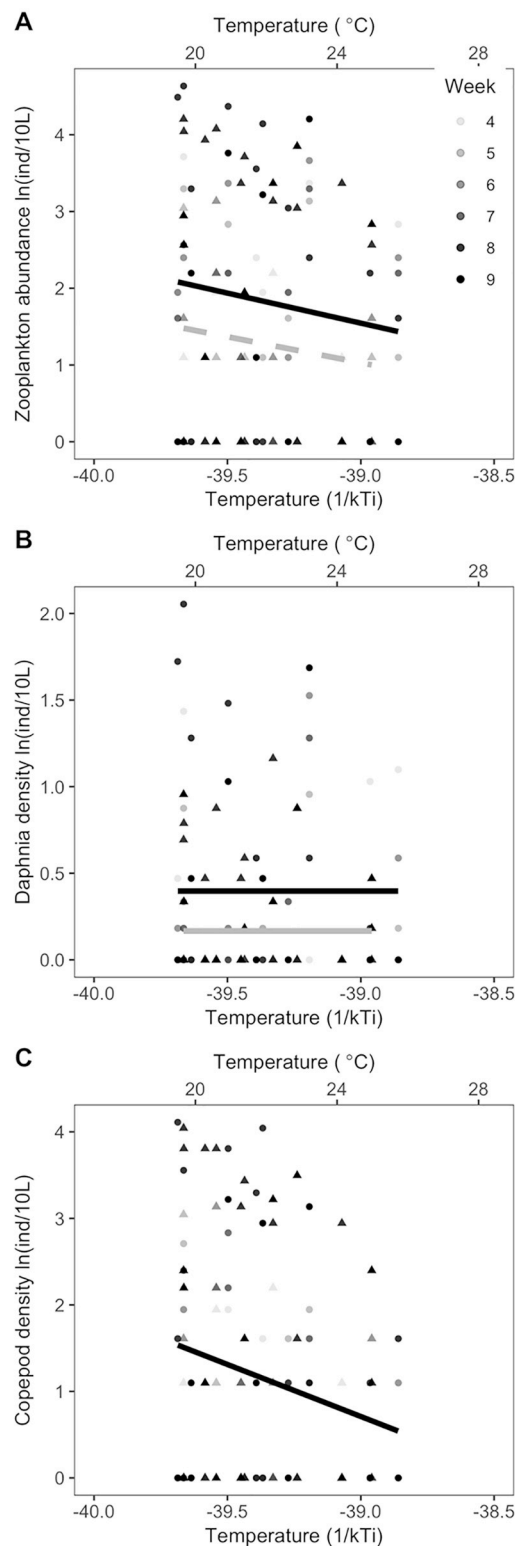 A
Temperature ( °C)
20 24 28
Week
4
5
6
7
8
9
Zooplankton abundance ln(ind/10L)
4
3
2
1
0
-40.0 -39.5 -39.0 -38.5
Temperature (1/kTi)
B
Temperature ( °C)
20 24 28
Daphnia density ln(ind/10L)
2.0
1.5
1.0
0.5
0.0
-40.0 -39.5 -39.0 -38.5
Temperature (1/kTi)
C
Temperature ( °C)
20 24 28
Copepod density ln(ind/10L)
4
3
2
1
0
-40.0 -39.5 -39.0 -38.5
Temperature (1/kTi)